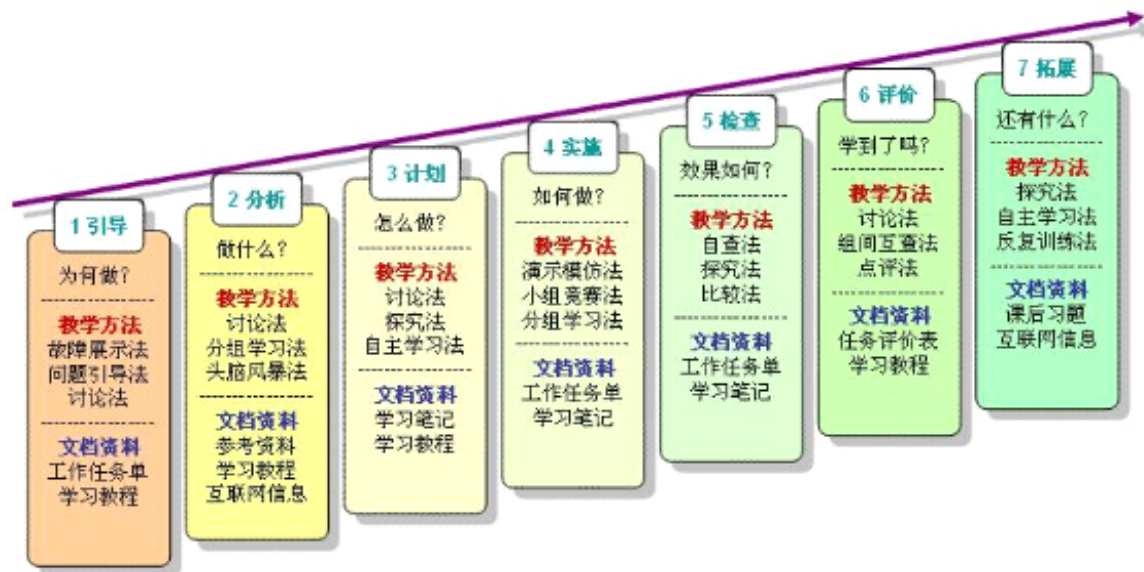 1 引导
为何做？
教学方法
故障展示法
问题引导法
讨论法
文档资料
工作任务单
学习教程
2 分析
做什么？
教学方法
讨论法
分组学习法
头脑风暴法
文档资料
参考资料
学习教程
互联网信息
3 计划
怎么做？
教学方法
讨论法
探究法
自主学习法
文档资料
学习笔记
学习教程
4 实施
如何做？
教学方法
演示模仿法
小组竞赛法
分组学习法
文档资料
工作任务单
学习笔记
5 检查
效果如何？
教学方法
自查法
探究法
比较法
文档资料
工作任务单
学习笔记
6 评价
学到了吗？
教学方法
讨论法
组间互查法
点评法
文档资料
任务评价表
学习教程
7 拓展
还有什么？
教学方法
探究法
自主学习法
反复训练法
文档资料
课后习题
互联网信息